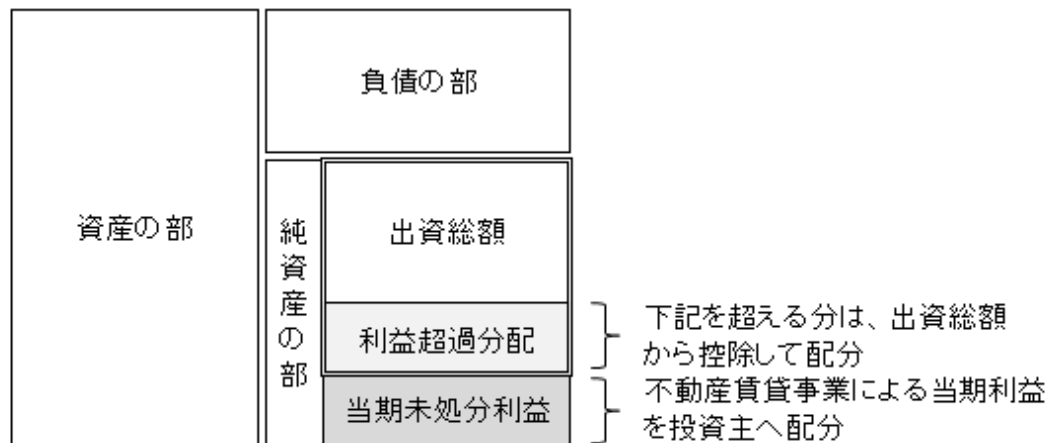 負債の部
資産の部
純資産の部
出資総額
利益超過分配
当期未処分利益
下記を超える分は、出資総額
から控除して配分
不動産賃貸事業による当期利益
を投資主へ配分